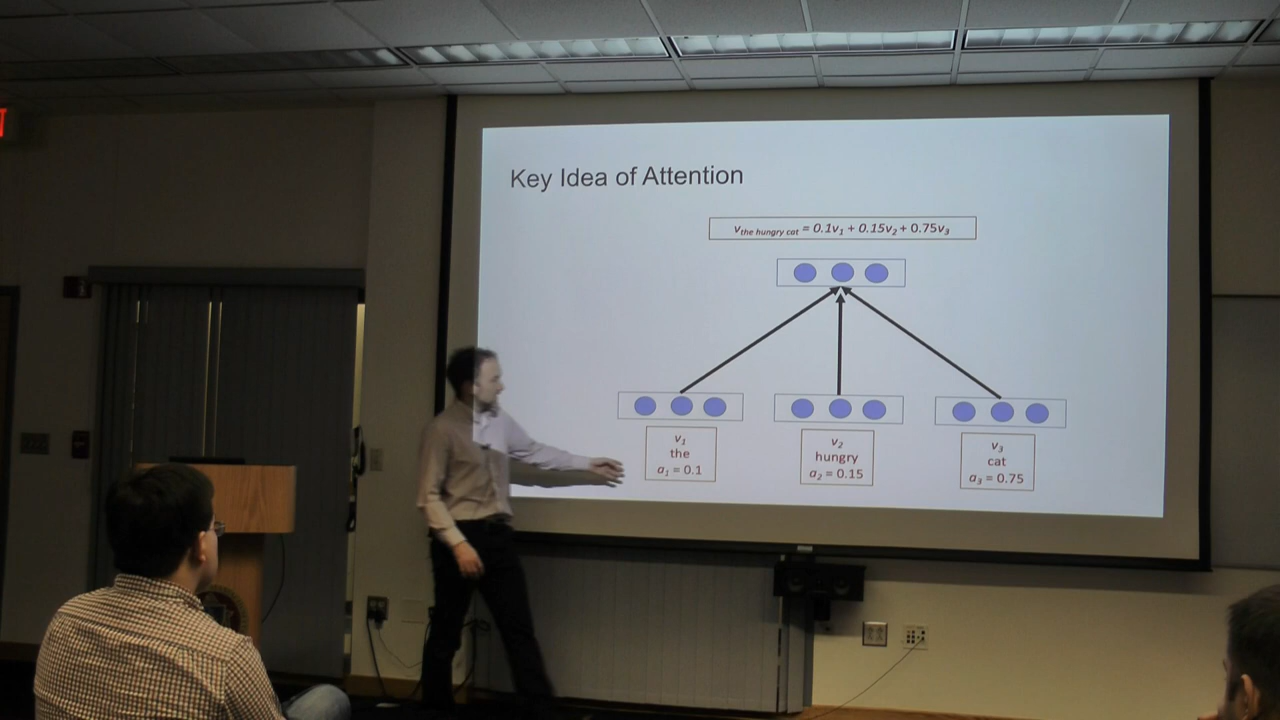 Key Idea of Attention
v the hungry cat = 0.1v1 + 0.15v2 + 0.75v3
v1
the
a1 = 0.1
v2
hungry
a2 = 0.15
v3
cat
a3 = 0.75